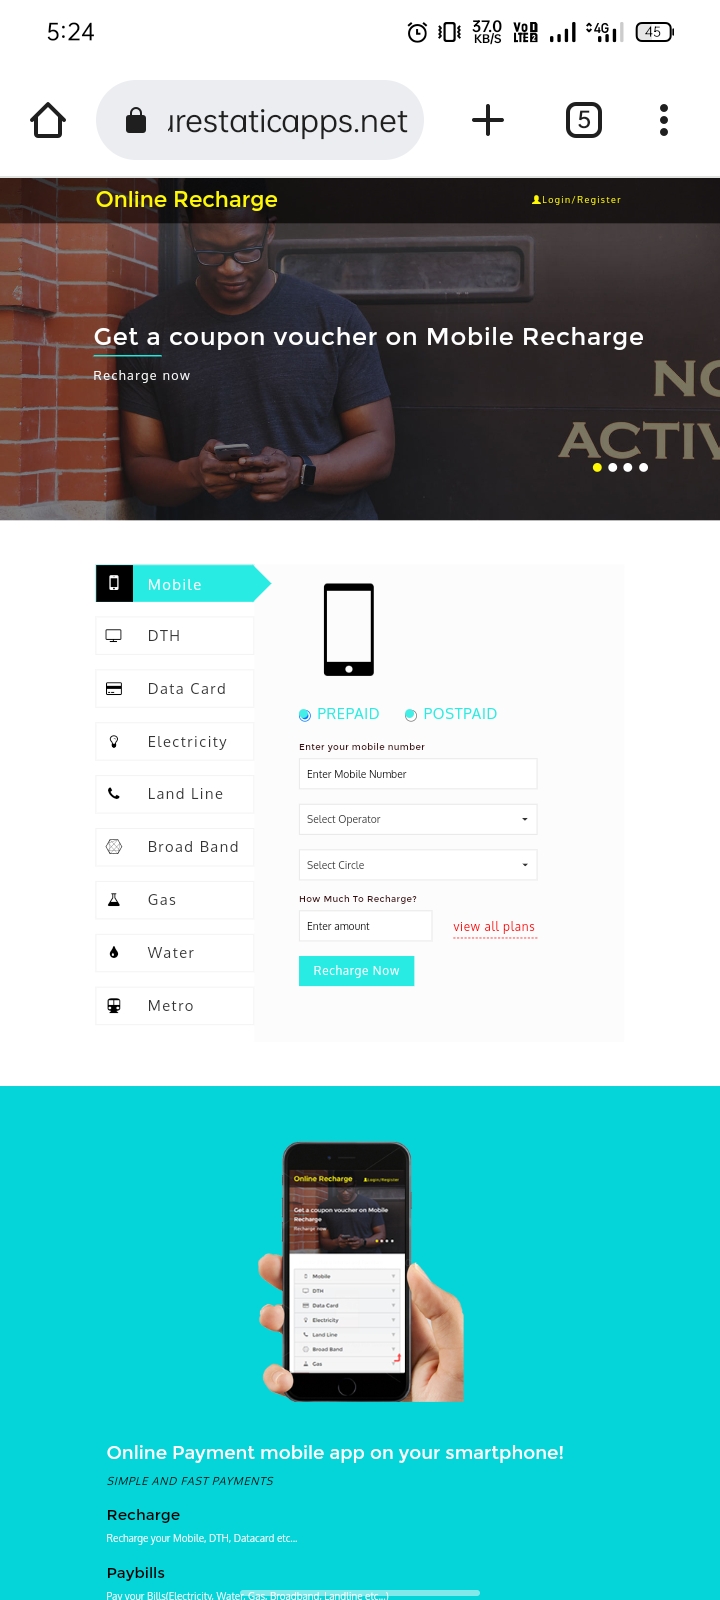 5:24
37.0
KB/S
Vo 1
LTE 2
4G
45
urestaticapps.net
5
Online Recharge
Login/Register
Get a coupon voucher on Mobile Recharge
Recharge now
NO
ACTIV
Mobile
DTH
Data Card
Electricity
Land Line
Broad Band
Gas
Water
Metro
PREPAID POSTPAID
Enter your mobile number
Enter Mobile Number
Select Operator
Select Circle
How Much To Recharge?
Enter amount
view all plans
Recharge Now
Online Recharge
Login/Register
Get a coupon voucher on Mobile
Recharge
Recharge now
Mobile
DTH
Data Card
Electricity
Land Line
Broad Band
Gas
Online Payment mobile app on your smartphone!
SIMPLE AND FAST PAYMENTS
Recharge
Recharge your Mobile, DTH, Datacard etc...
Paybills
Pay your Bills(Electricity, Water, Gas, Broadband, Landline etc...)